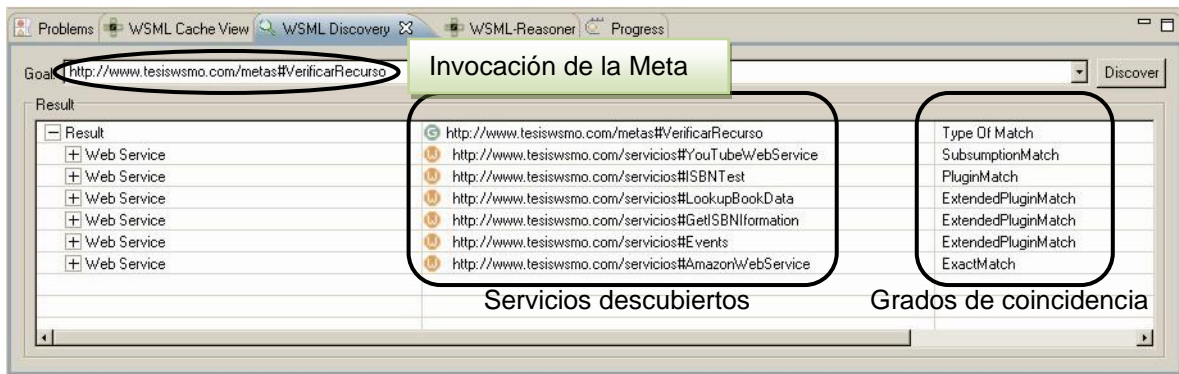 Problems WSML Cache View WSML Discovery WSML-Reasoner Progress
Goal: http://www.tesiswsmo.com/metas#VerificarRecurso Invocación de la Meta Discover
Result
Result http://www.tesiswsmo.com/metas#VerificarRecurso Type Of Match
Web Service http://www.tesiswsmo.com/servicios#YouTubeWebService SubsumptionMatch
Web Service http://www.tesiswsmo.com/servicios#ISBNTest PluginMatch
Web Service http://www.tesiswsmo.com/servicios#LookupBookData ExtendedPluginMatch
Web Service http://www.tesiswsmo.com/servicios#GetISBNIformation ExtendedPluginMatch
Web Service http://www.tesiswsmo.com/servicios#Events ExtendedPluginMatch
Web Service http://www.tesiswsmo.com/servicios#AmazonWebService ExactMatch
Servicios descubiertos Grados de coincidencia